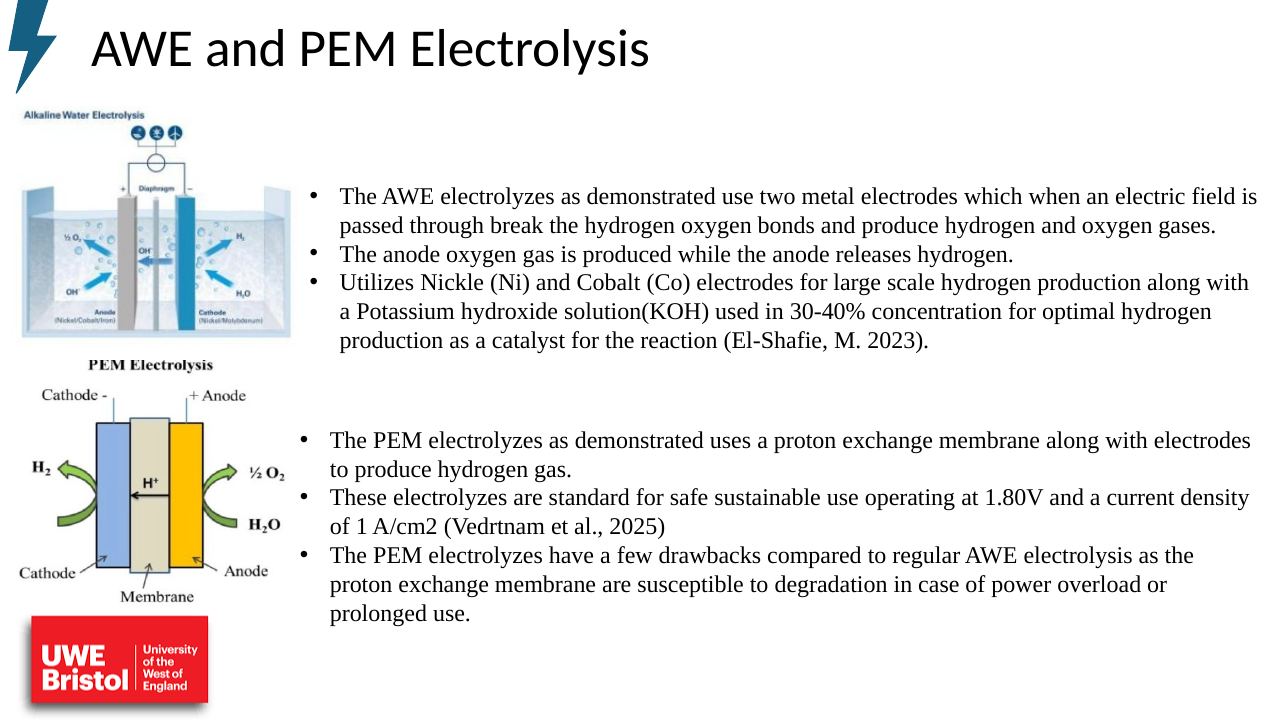 AWE and PEM Electrolysis
Alkaline Water Electrolysis
+ Diaphragm −
½ O₂
H₂
OH⁻
OH⁻
H₂O
Anode
(Nickel/Cobalt/Iron)
Cathode
(Nickel/Molybdenum)
• The AWE electrolyzes as demonstrated use two metal electrodes which when an electric field is
passed through break the hydrogen oxygen bonds and produce hydrogen and oxygen gases.
• The anode oxygen gas is produced while the anode releases hydrogen.
• Utilizes Nickle (Ni) and Cobalt (Co) electrodes for large scale hydrogen production along with
a Potassium hydroxide solution(KOH) used in 30-40% concentration for optimal hydrogen
production as a catalyst for the reaction (El-Shafie, M. 2023).
PEM Electrolysis
Cathode -
+ Anode
H₂
½ O₂
H⁺
H₂O
Cathode
Anode
Membrane
• The PEM electrolyzes as demonstrated uses a proton exchange membrane along with electrodes
to produce hydrogen gas.
• These electrolyzes are standard for safe sustainable use operating at 1.80V and a current density
of 1 A/cm2 (Vedrtnam et al., 2025)
• The PEM electrolyzes have a few drawbacks compared to regular AWE electrolysis as the
proton exchange membrane are susceptible to degradation in case of power overload or
prolonged use.
UWE
Bristol
University
of the
West of
England